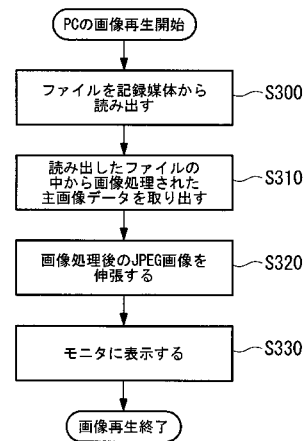 PCの画像再生開始
ファイルを記録媒体から
読み出す
S300
読み出したファイルの
中から画像処理された
主画像データを取り出す
S310
画像処理後のJPEG画像を
伸張する
S320
モニタに表示する
S330
画像再生終了